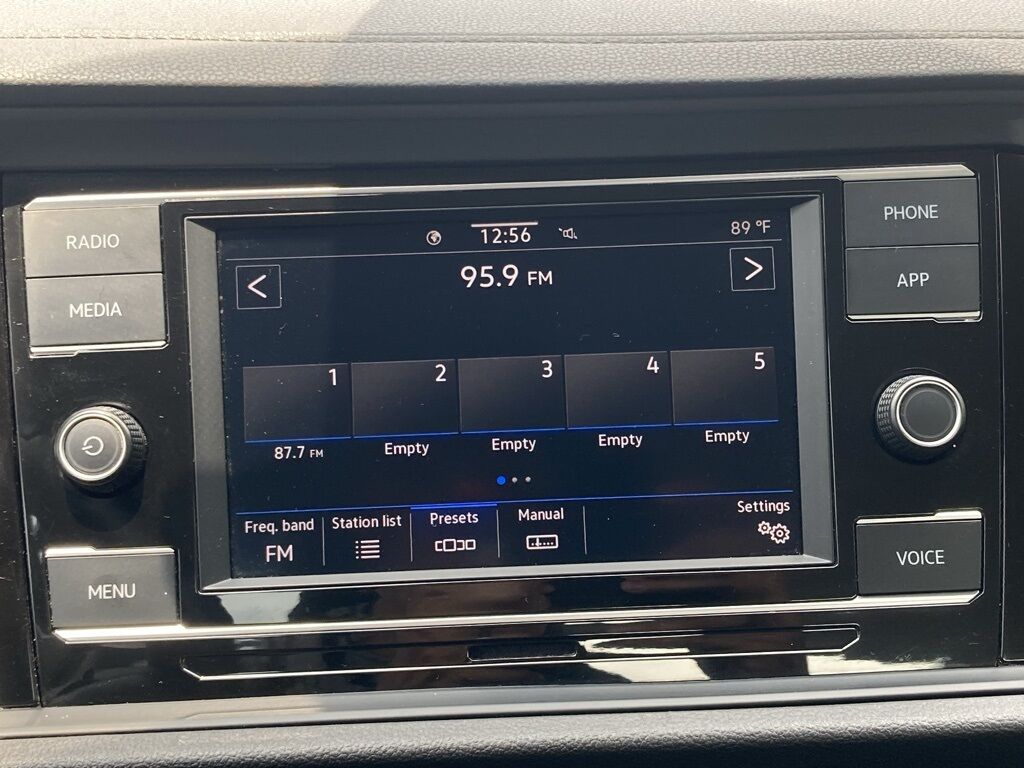 RADIO
MEDIA
MENU
12:56
89 °F
<
95.9 FM
>
1
2
3
4
5
87.7 FM
Empty
Empty
Empty
Empty
Freq. band
FM
Station list
Presets
Manual
Settings
PHONE
APP
VOICE